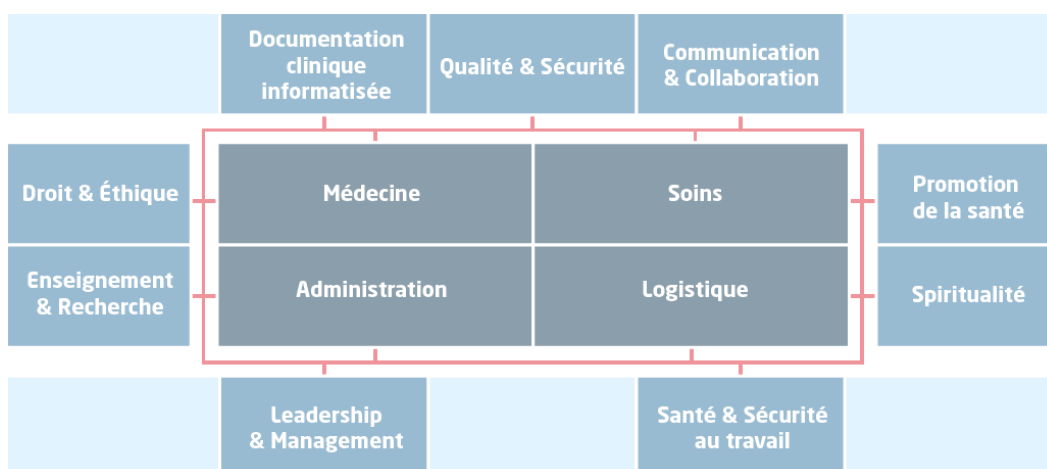 Documentation
clinique
informatisée
Qualité & Sécurité
Communication
& Collaboration
Droit & Éthique
Médecine
Soins
Promotion
de la santé
Enseignement
& Recherche
Administration
Logistique
Spiritualité
Leadership
& Management
Santé & Sécurité
au travail